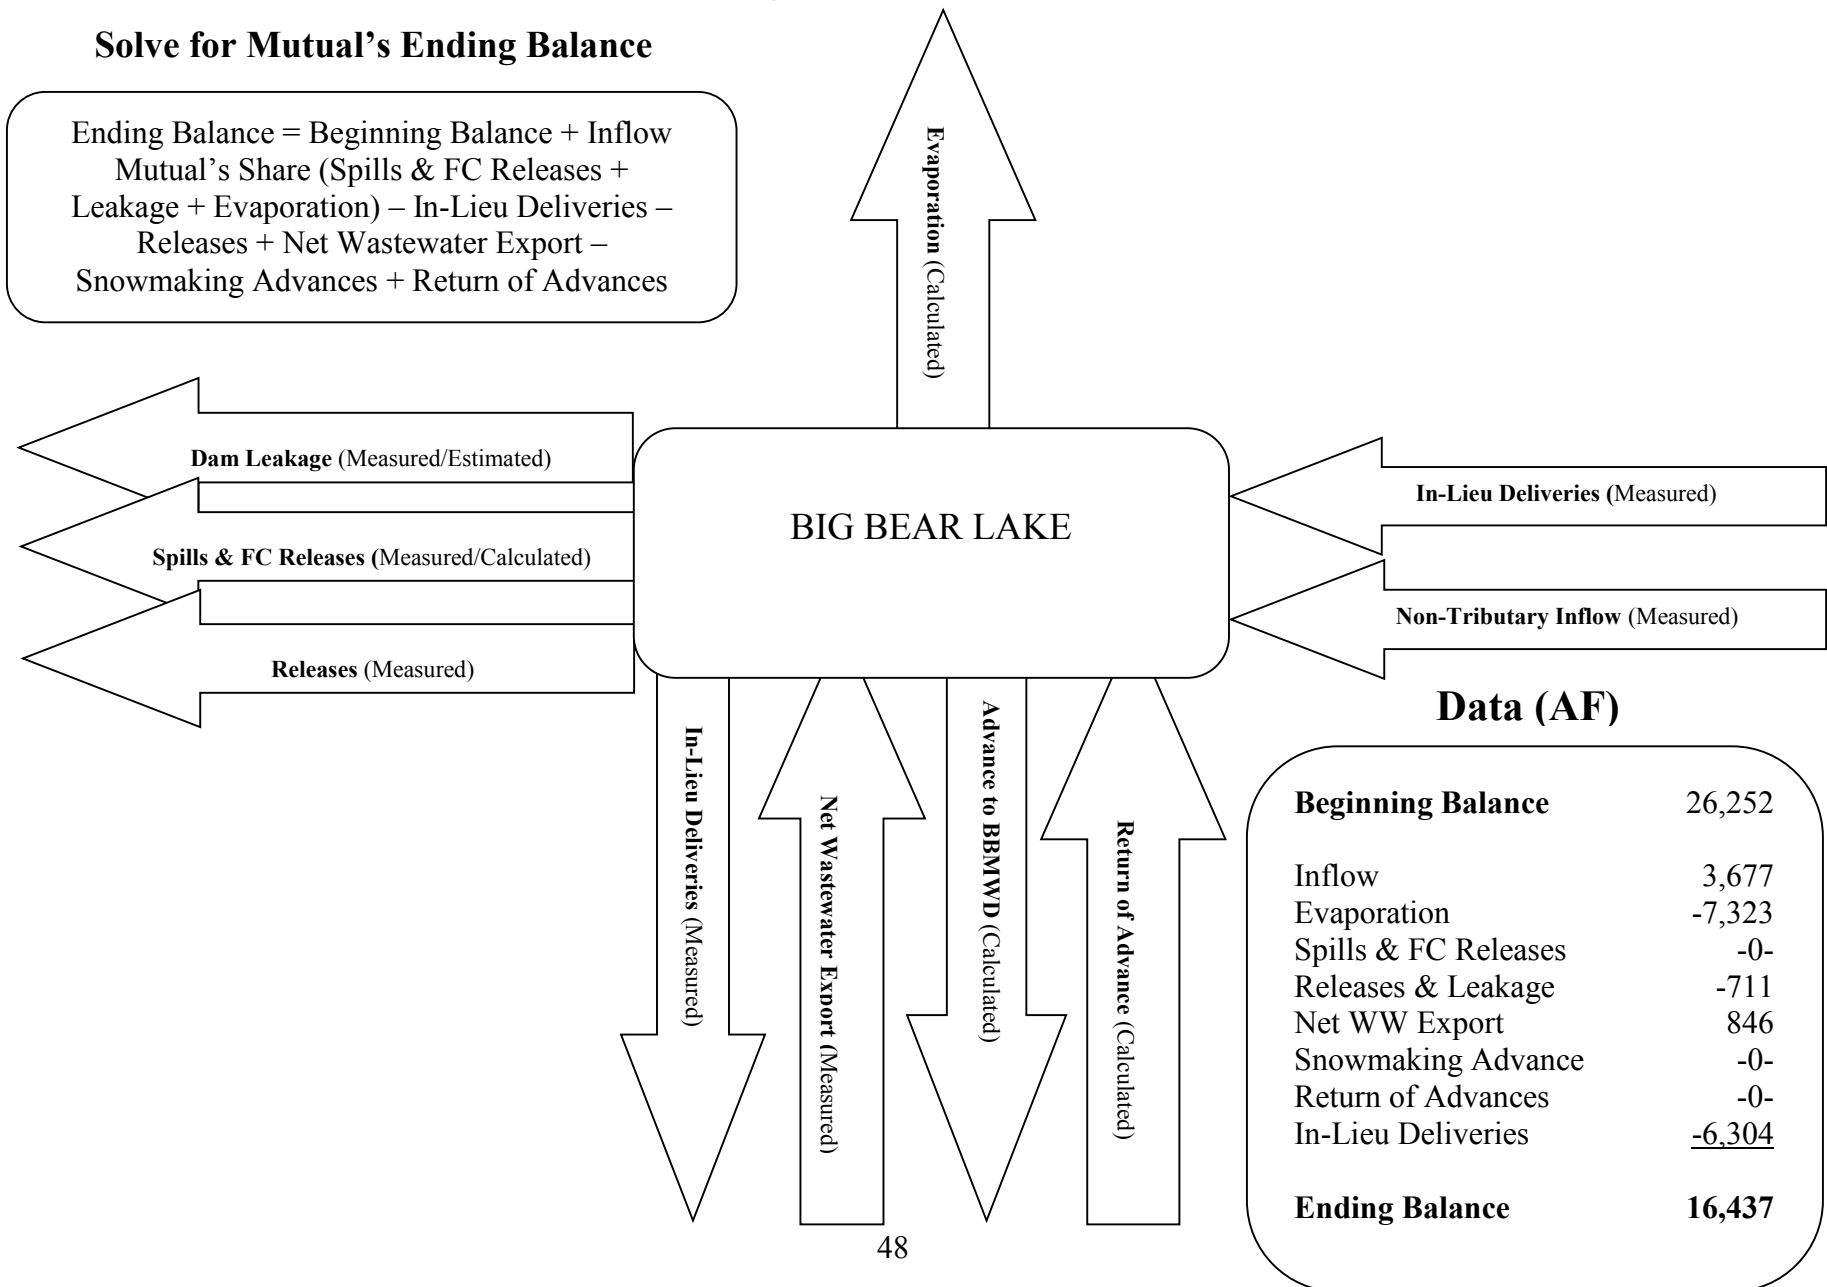 Solve for Mutual’s Ending Balance
Ending Balance = Beginning Balance + Inflow
Mutual’s Share (Spills & FC Releases +
Leakage + Evaporation) – In-Lieu Deliveries –
Releases + Net Wastewater Export –
Snowmaking Advances + Return of Advances
Evaporation (Calculated)
Dam Leakage (Measured/Estimated)
Spills & FC Releases (Measured/Calculated)
Releases (Measured)
BIG BEAR LAKE
In-Lieu Deliveries (Measured)
Non-Tributary Inflow (Measured)
In-Lieu Deliveries (Measured)
Net Wastewater Export (Measured)
Advance to BBMWD (Calculated)
Return of Advance (Calculated)
Data (AF)
Beginning Balance 26,252
Inflow 3,677
Evaporation -7,323
Spills & FC Releases -0-
Releases & Leakage -711
Net WW Export 846
Snowmaking Advance -0-
Return of Advances -0-
In-Lieu Deliveries -6,304
Ending Balance 16,437
48